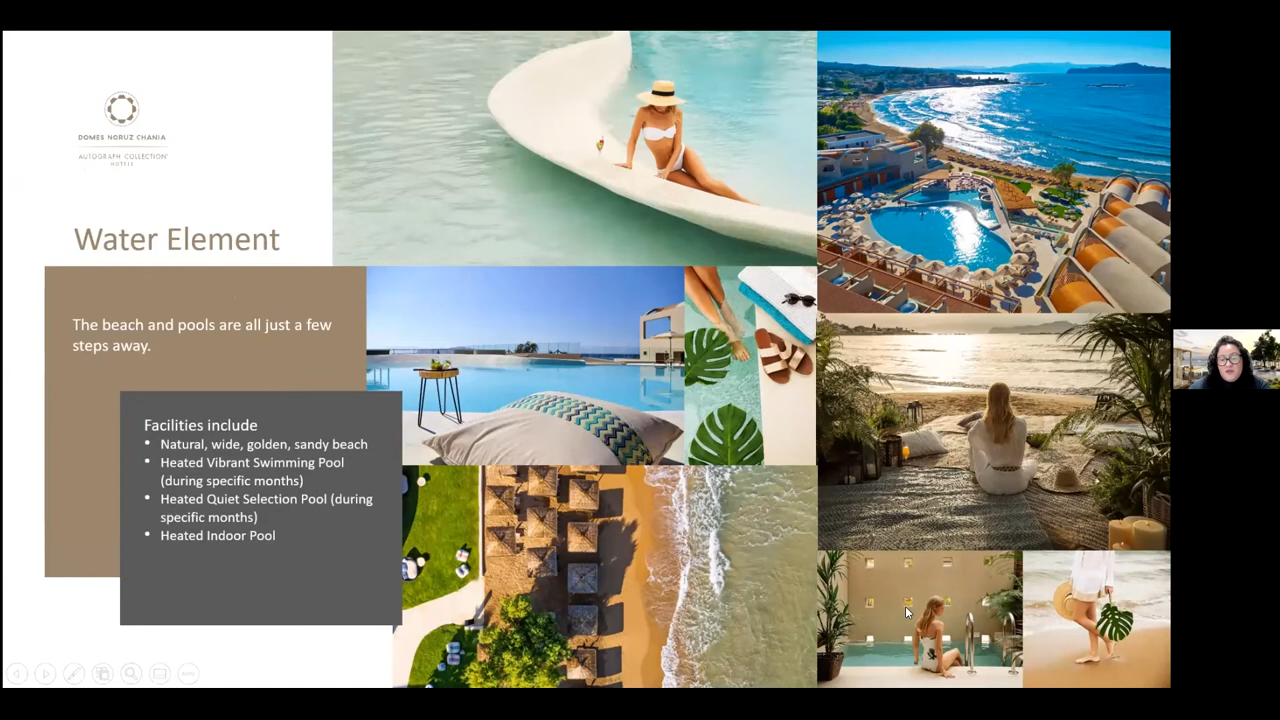 DOMES NORUZ CHANIA
AUTOGRAPH COLLECTION
HOTELS
Water Element
The beach and pools are all just a few
steps away.
Facilities include
• Natural, wide, golden, sandy beach
• Heated Vibrant Swimming Pool
(during specific months)
• Heated Quiet Selection Pool (during
specific months)
• Heated Indoor Pool